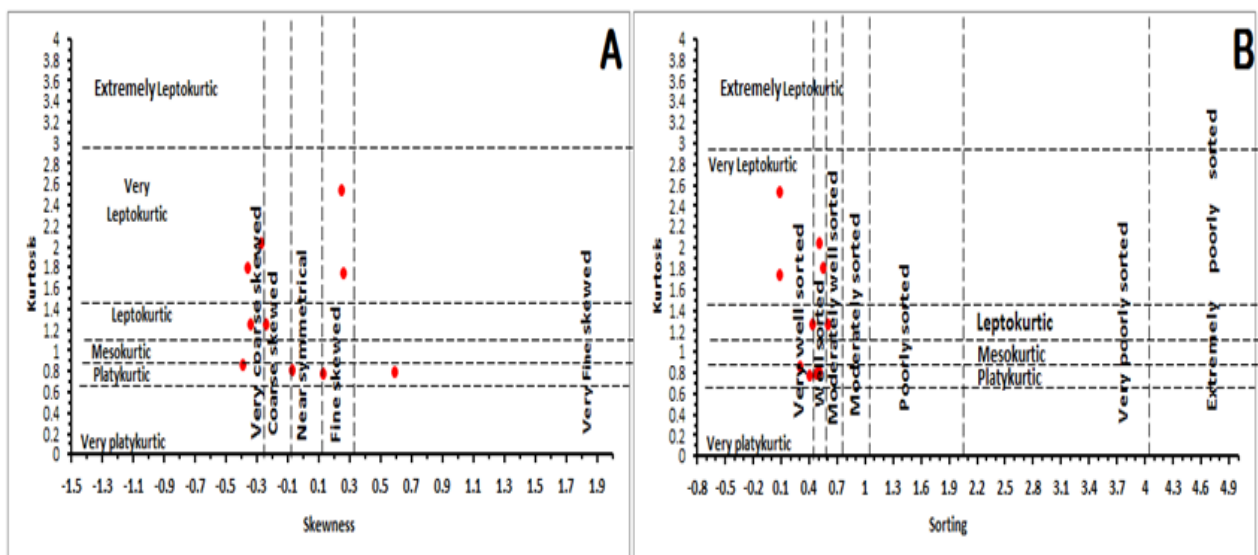 A
Kurtosis
4
3.8
3.6
3.4
3.2
3
2.8
2.6
2.4
2.2
2
1.8
1.6
1.4
1.2
1
0.8
0.6
0.4
0.2
0
Extremely Leptokurtic
Very
Leptokurtic
Leptokurtic
Mesokurtic
Platykurtic
Very platykurtic
Very coarse skewed
Coarse skewed
Near symmetrical
Fine skewed
Very Fine skewed
-1.5 -1.3 -1.1 -0.9 -0.7 -0.5 -0.3 -0.1 0.1 0.3 0.5 0.7 0.9 1.1 1.3 1.5 1.7 1.9
Skewness
B
Kurtosis
4
3.8
3.6
3.4
3.2
3
2.8
2.6
2.4
2.2
2
1.8
1.6
1.4
1.2
1
0.8
0.6
0.4
0.2
0
Extremely Leptokurtic
Very Leptokurtic
Leptokurtic
Mesokurtic
Platykurtic
Very platykurtic
Very well sorted
Well sorted
Moderately well sorted
Moderately sorted
Poorly sorted
Very poorly sorted
Extremely poorly sorted
-0.8 -0.5 -0.2 0.1 0.4 0.7 1 1.3 1.6 1.9 2.2 2.5 2.8 3.1 3.4 3.7 4 4.3 4.6 4.9
Sorting